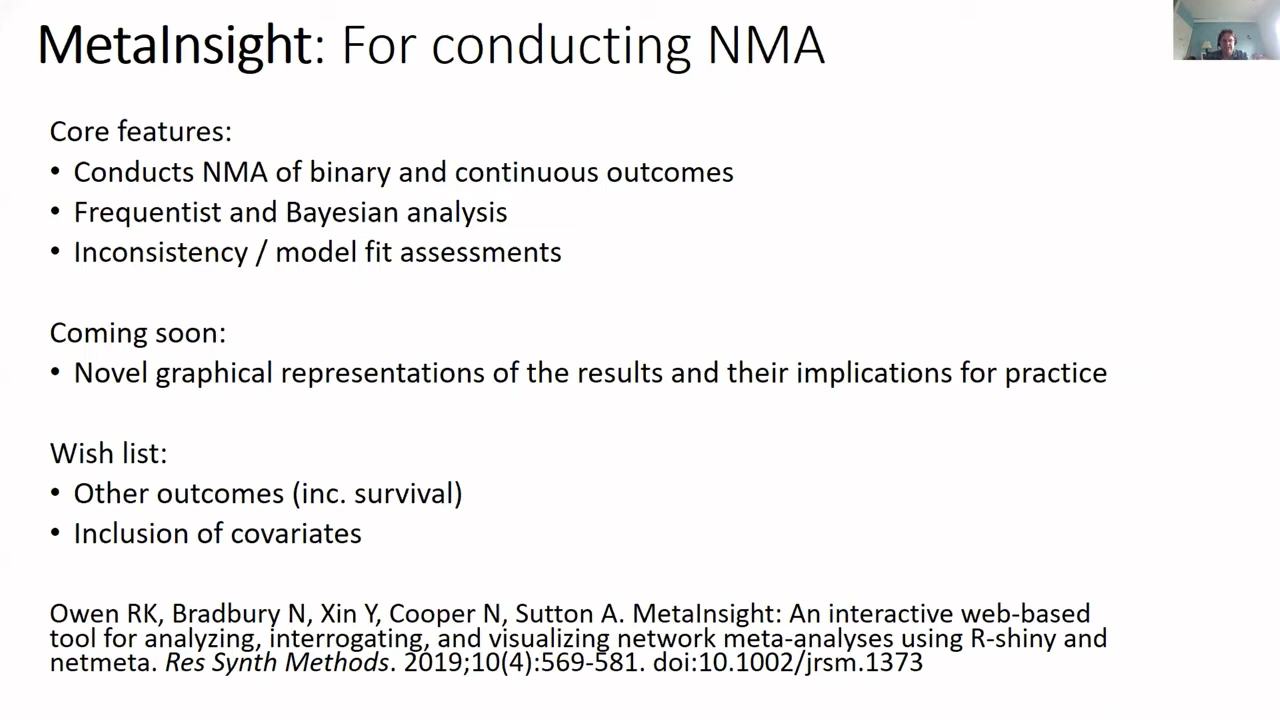 MetaInsight: For conducting NMA
Core features:
• Conducts NMA of binary and continuous outcomes
• Frequentist and Bayesian analysis
• Inconsistency / model fit assessments
Coming soon:
• Novel graphical representations of the results and their implications for practice
Wish list:
• Other outcomes (inc. survival)
• Inclusion of covariates
Owen RK, Bradbury N, Xin Y, Cooper N, Sutton A. MetaInsight: An interactive web-based
tool for analyzing, interrogating, and visualizing network meta-analyses using R-shiny and
netmeta. Res Synth Methods. 2019;10(4):569-581. doi:10.1002/jrsm.1373